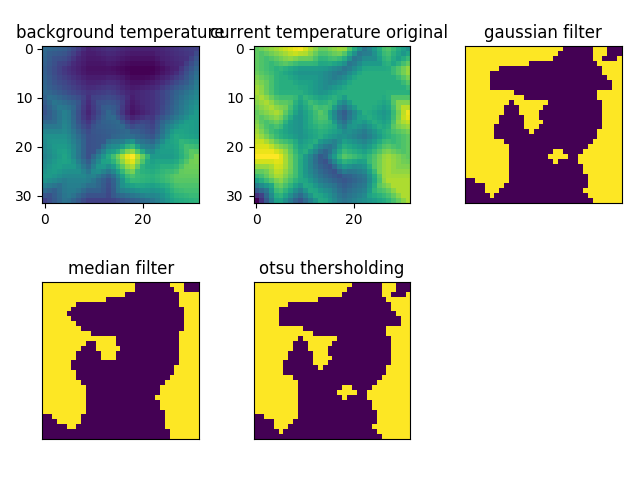 background temperature
current temperature original
gaussian filter
0
10
20
30
0
20
0
10
20
30
0
20
median filter
otsu thersholding